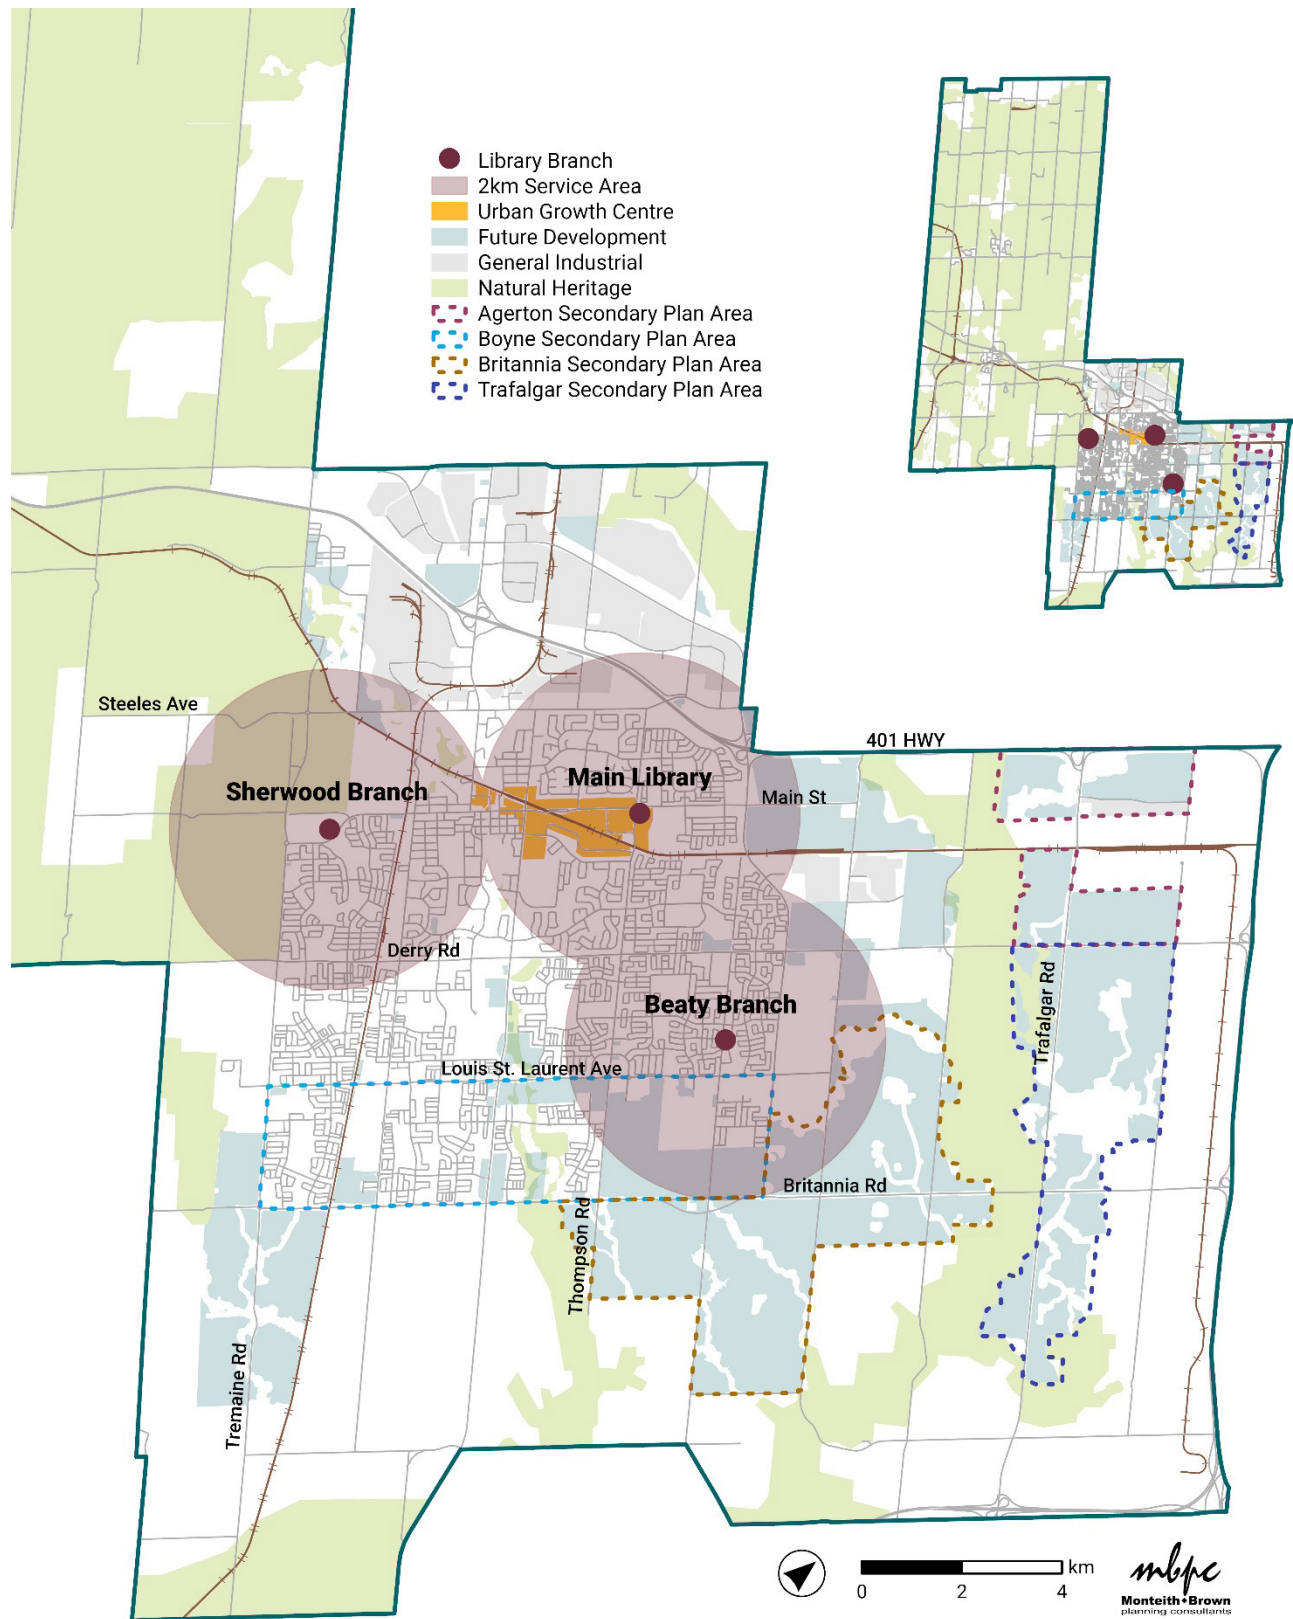 Library Branch
2km Service Area
Urban Growth Centre
Future Development
General Industrial
Natural Heritage
Agerton Secondary Plan Area
Boyne Secondary Plan Area
Britannia Secondary Plan Area
Trafalgar Secondary Plan Area
Steeles Ave
401 HWY
Sherwood Branch
Main Library
Main St
Derry Rd
Beaty Branch
Trafalgar Rd
Louis St. Laurent Ave
Britannia Rd
Thompson Rd
Tremaine Rd
km
0 2 4
mbpc
Monteith+Brown
planning consultants